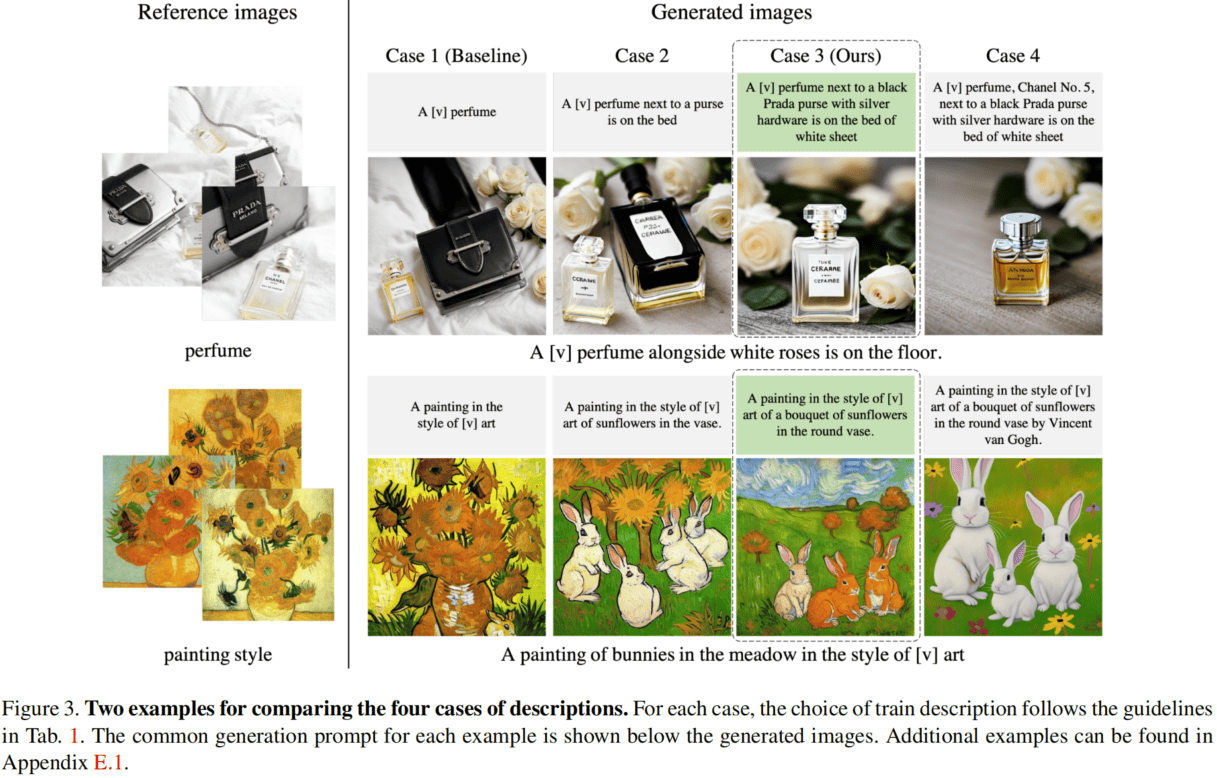 Reference images
Generated images
Case 1 (Baseline)
Case 2
Case 3 (Ours)
Case 4
A [v] perfume
A [v] perfume next to a purse
is on the bed
A [v] perfume next to a black
Prada purse with silver
hardware is on the bed of
white sheet
A [v] perfume, Chanel No. 5,
next to a black Prada purse
with silver hardware is on the
bed of white sheet
PRADA
MILANO
CHANEL
CERAME
perfume
A [v] perfume alongside white roses is on the floor.
A painting in the
style of [v] art
A painting in the style of [v]
art of sunflowers in the vase.
A painting in the style of [v]
art of a bouquet of sunflowers
in the round vase.
A painting in the style of [v]
art of a bouquet of sunflowers
in the round vase by Vincent
van Gogh.
painting style
A painting of bunnies in the meadow in the style of [v] art
Figure 3. Two examples for comparing the four cases of descriptions. For each case, the choice of train description follows the guidelines
in Tab. 1. The common generation prompt for each example is shown below the generated images. Additional examples can be found in
Appendix E.1.